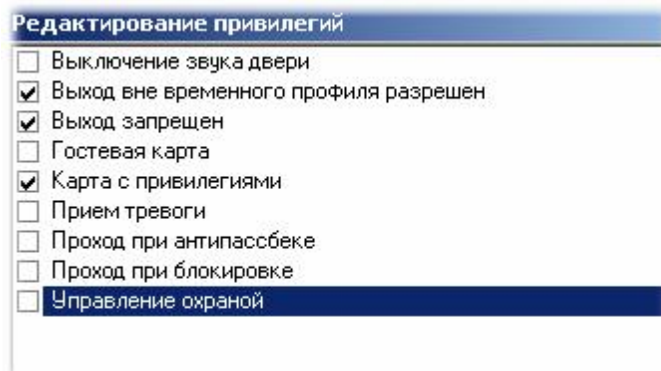 Редактирование привилегий
Выключение звука двери
Выход вне временного профиля разрешен
Выход запрещен
Гостевая карта
Карта с привилегиями
Прием тревоги
Проход при антипассбеке
Проход при блокировке
Управление охраной